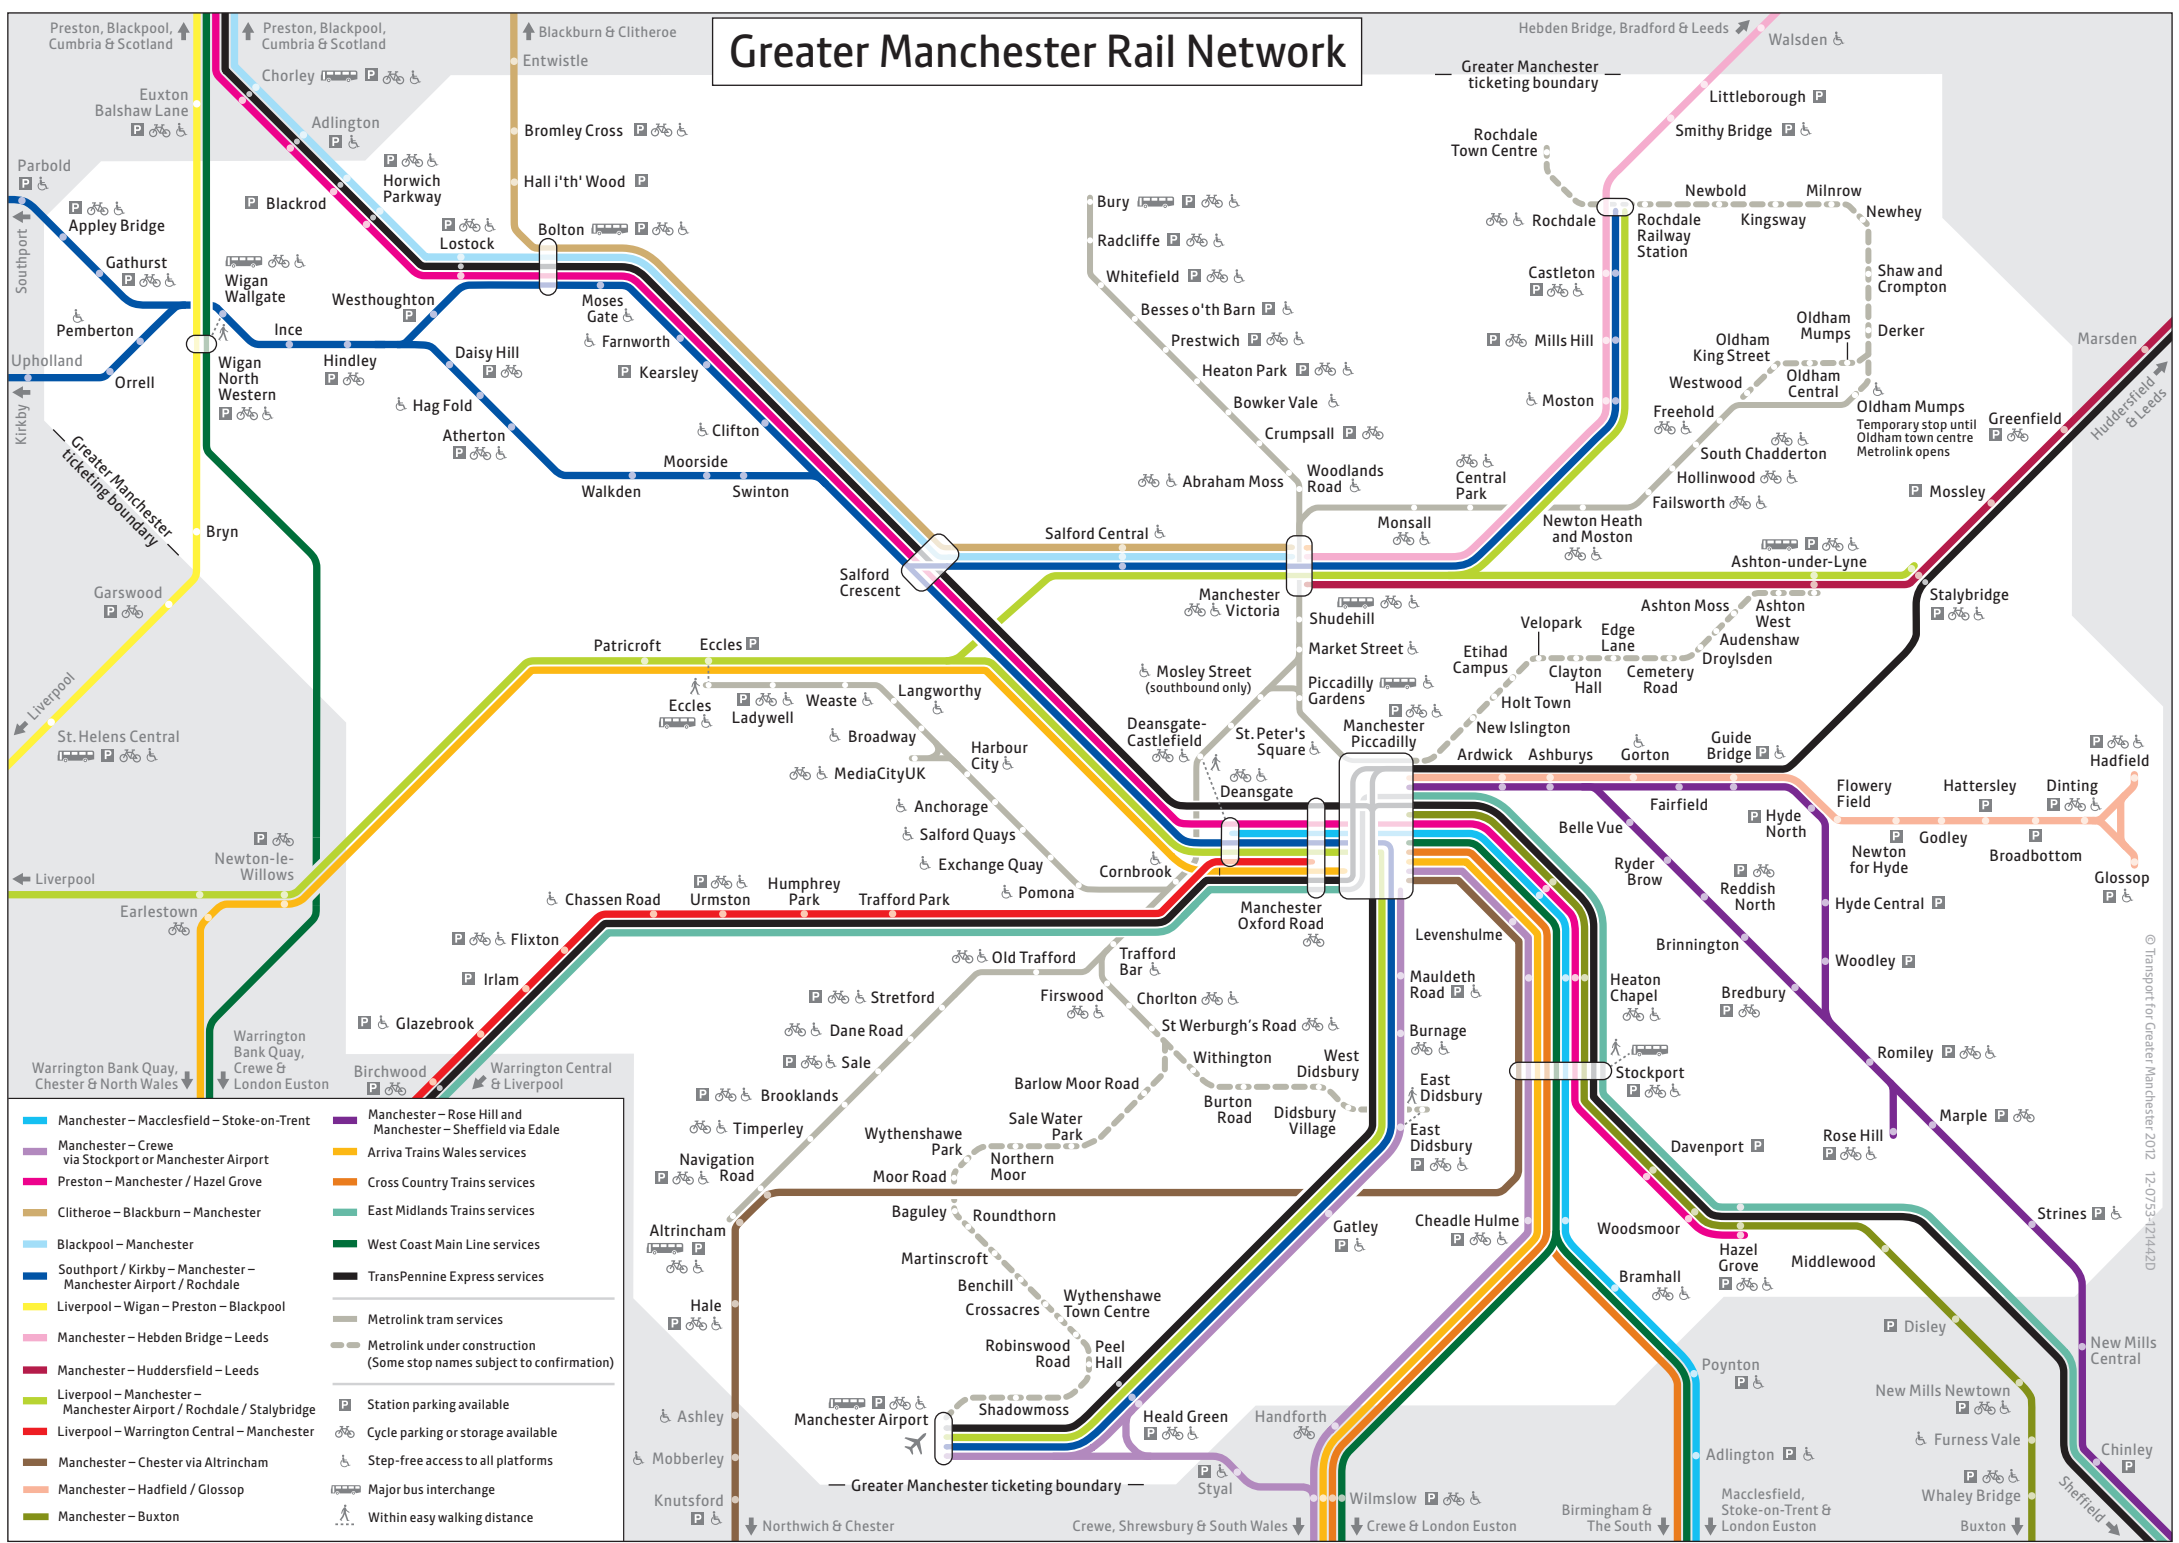 Greater Manchester Rail Network
Preston, Blackpool,
Cumbria & Scotland
Preston, Blackpool,
Cumbria & Scotland
Blackburn & Clitheroe
Entwistle
Hebden Bridge, Bradford & Leeds
Walsden
Chorley
Greater Manchester
ticketing boundary
Euxton
Balshaw Lane
Adlington
Bromley Cross
Littleborough
Smithy Bridge
Rochdale
Town Centre
Parbold
Horwich
Parkway
Hall i'th' Wood
Blackrod
Appley Bridge
Southport
Lostock
Bolton
Bury
Radcliffe
Whitefield
Besses o'th Barn
Prestwich
Heaton Park
Bowker Vale
Crumpsall
Abraham Moss
Woodlands
Road
Rochdale
Rochdale
Railway
Station
Newbold
Kingsway
Milnrow
Newhey
Shaw and
Crompton
Derker
Oldham
Mumps
Oldham
King Street
Oldham
Central
Westwood
Freehold
Oldham Mumps
Temporary stop until
Oldham town centre
Metrolink opens
South Chadderton
Hollinwood
Failsworth
Newton Heath
and Moston
Central
Park
Monsall
Castleton
Mills Hill
Moston
Gathurst
Wigan
Wallgate
Pemberton
Upholland
Orrell
Kirkby
Wigan
North
Western
Ince
Hindley
Westhoughton
Daisy Hill
Hag Fold
Atherton
Walkden
Moorside
Swinton
Moses
Gate
Farnworth
Kearsley
Clifton
Greater Manchester
ticketing boundary
Bryn
Garswood
Liverpool
St. Helens Central
Salford
Crescent
Salford Central
Manchester
Victoria
Shudehill
Market Street
Mosley Street
(southbound only)
Piccadilly
Gardens
Manchester
Piccadilly
St. Peter's
Square
Deansgate-
Castlefield
Deansgate
Marsden
Huddersfield
& Leeds
Greenfield
Mossley
Ashton-under-Lyne
Stalybridge
Ashton Moss
Ashton
West
Audenshaw
Droylsden
Cemetery
Road
Edge
Lane
Clayton
Hall
Velopark
Etihad
Campus
Holt Town
New Islington
Patricroft
Eccles
Eccles
Ladywell
Weaste
Langworthy
Broadway
MediaCityUK
Harbour
City
Anchorage
Salford Quays
Exchange Quay
Pomona
Cornbrook
Ardwick
Ashburys
Gorton
Guide
Bridge
Fairfield
Hyde
North
Flowery
Field
Newton
for Hyde
Godley
Hattersley
Broadbottom
Dinting
Hadfield
Glossop
Belle Vue
Ryder
Brow
Reddish
North
Brinnington
Bredbury
Hyde Central
Woodley
Romiley
Marple
Rose Hill
Strines
New Mills
Central
Chinley
Sheffield
Newton-le-
Willows
Liverpool
Earlestown
Warrington Bank Quay,
Chester & North Wales
Warrington
Bank Quay,
Crewe &
London Euston
Chassen Road
Urmston
Humphrey
Park
Trafford Park
Flixton
Irlam
Glazebrook
Birchwood
Warrington Central
& Liverpool
Manchester
Oxford Road
Levenshulme
Heaton
Chapel
Stockport
Mauldeth
Road
Burnage
East
Didsbury
East
Didsbury
Old Trafford
Trafford
Bar
Stretford
Dane Road
Sale
Brooklands
Timperley
Navigation
Road
Altrincham
Hale
Ashley
Mobberley
Knutsford
Northwich & Chester
Firswood
Chorlton
St Werburgh's Road
Withington
West
Didsbury
Burton
Road
Didsbury
Village
Barlow Moor Road
Sale Water
Park
Northern
Moor
Wythenshawe
Park
Moor Road
Baguley
Roundthorn
Martinscroft
Benchill
Crossacres
Wythenshawe
Town Centre
Robinswood
Road
Peel
Hall
Shadowmoss
Manchester Airport
Gatley
Heald Green
Styal
Handforth
Wilmslow
Cheadle Hulme
Davenport
Woodsmoor
Hazel
Grove
Middlewood
Disley
New Mills Newtown
Furness Vale
Whaley Bridge
Buxton
Bramhall
Poynton
Adlington
Macclesfield,
Stoke-on-Trent &
London Euston
Birmingham &
The South
Crewe & London Euston
Crewe, Shrewsbury & South Wales
Greater Manchester ticketing boundary
© Transport for Greater Manchester 2012 12-0753-121442D
Manchester – Macclesfield – Stoke-on-Trent
Manchester – Crewe
via Stockport or Manchester Airport
Preston – Manchester / Hazel Grove
Clitheroe – Blackburn – Manchester
Blackpool – Manchester
Southport / Kirkby – Manchester –
Manchester Airport / Rochdale
Liverpool – Wigan – Preston – Blackpool
Manchester – Hebden Bridge – Leeds
Manchester – Huddersfield – Leeds
Liverpool – Manchester –
Manchester Airport / Rochdale / Stalybridge
Liverpool – Warrington Central – Manchester
Manchester – Chester via Altrincham
Manchester – Hadfield / Glossop
Manchester – Buxton
Manchester – Rose Hill and
Manchester – Sheffield via Edale
Arriva Trains Wales services
Cross Country Trains services
East Midlands Trains services
West Coast Main Line services
TransPennine Express services
Metrolink tram services
Metrolink under construction
(Some stop names subject to confirmation)
Station parking available
Cycle parking or storage available
Step-free access to all platforms
Major bus interchange
Within easy walking distance